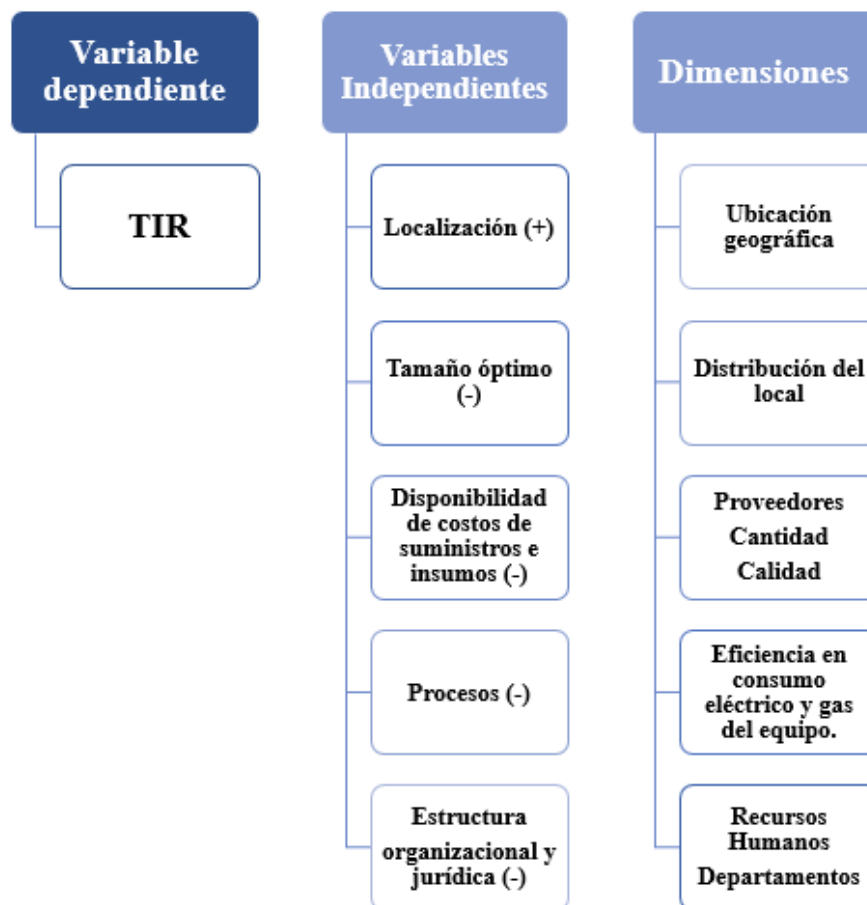 Variable
dependiente
TIR
Variables
Independientes
Localización (+)
Tamaño óptimo
(-)
Disponibilidad
de costos de
suministros e
insumos (-)
Procesos (-)
Estructura
organizacional y
jurídica (-)
Dimensiones
Ubicación
geográfica
Distribución del
local
Proveedores
Cantidad
Calidad
Eficiencia en
consumo
eléctrico y gas
del equipo.
Recursos
Humanos
Departamentos